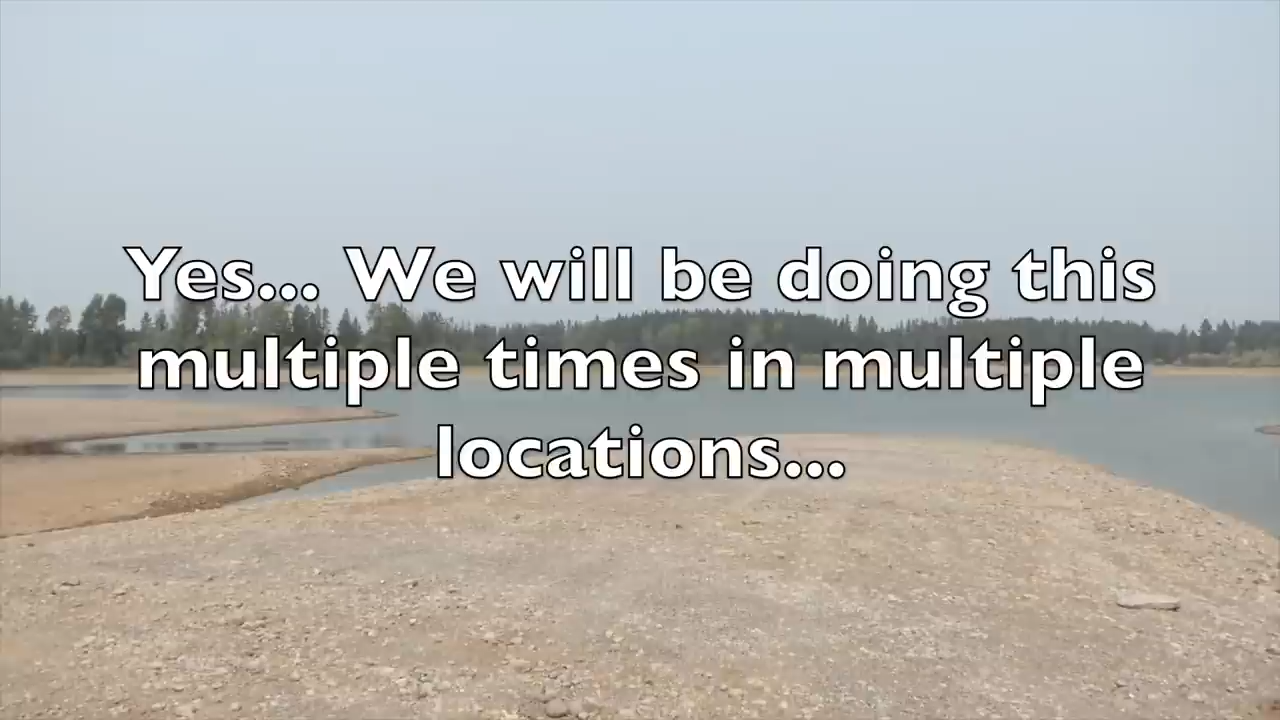 Yes... We will be doing this
multiple times in multiple
locations...